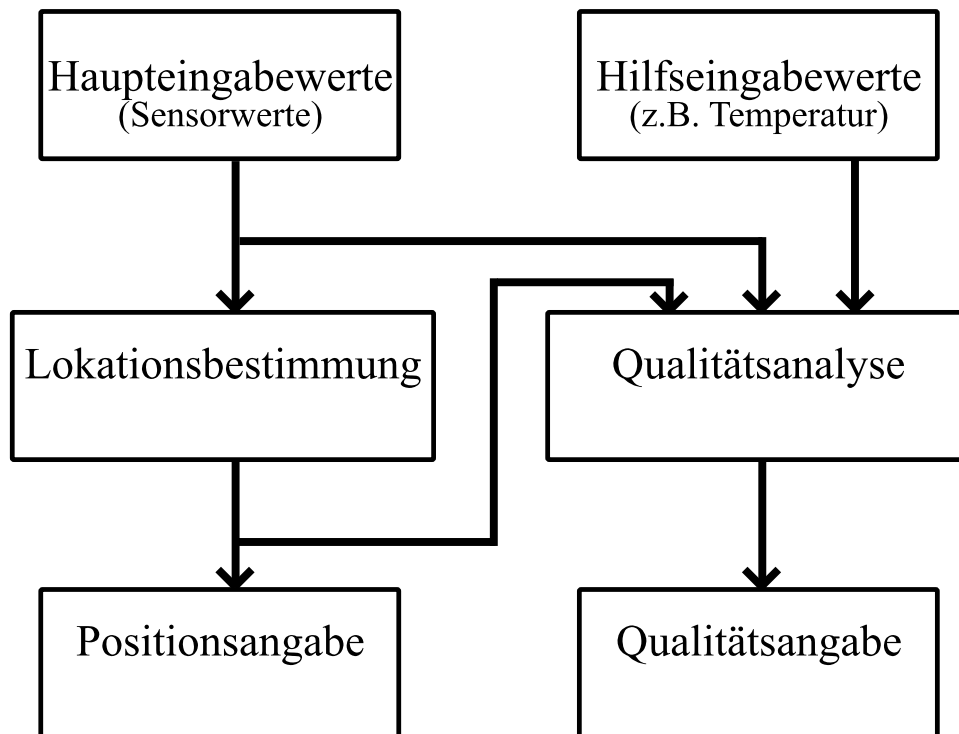 Haupteingabewerte
(Sensorwerte)
Hilfseingabewerte
(z.B. Temperatur)
Lokationsbestimmung
Qualitätsanalyse
Positionsangabe
Qualitätsangabe